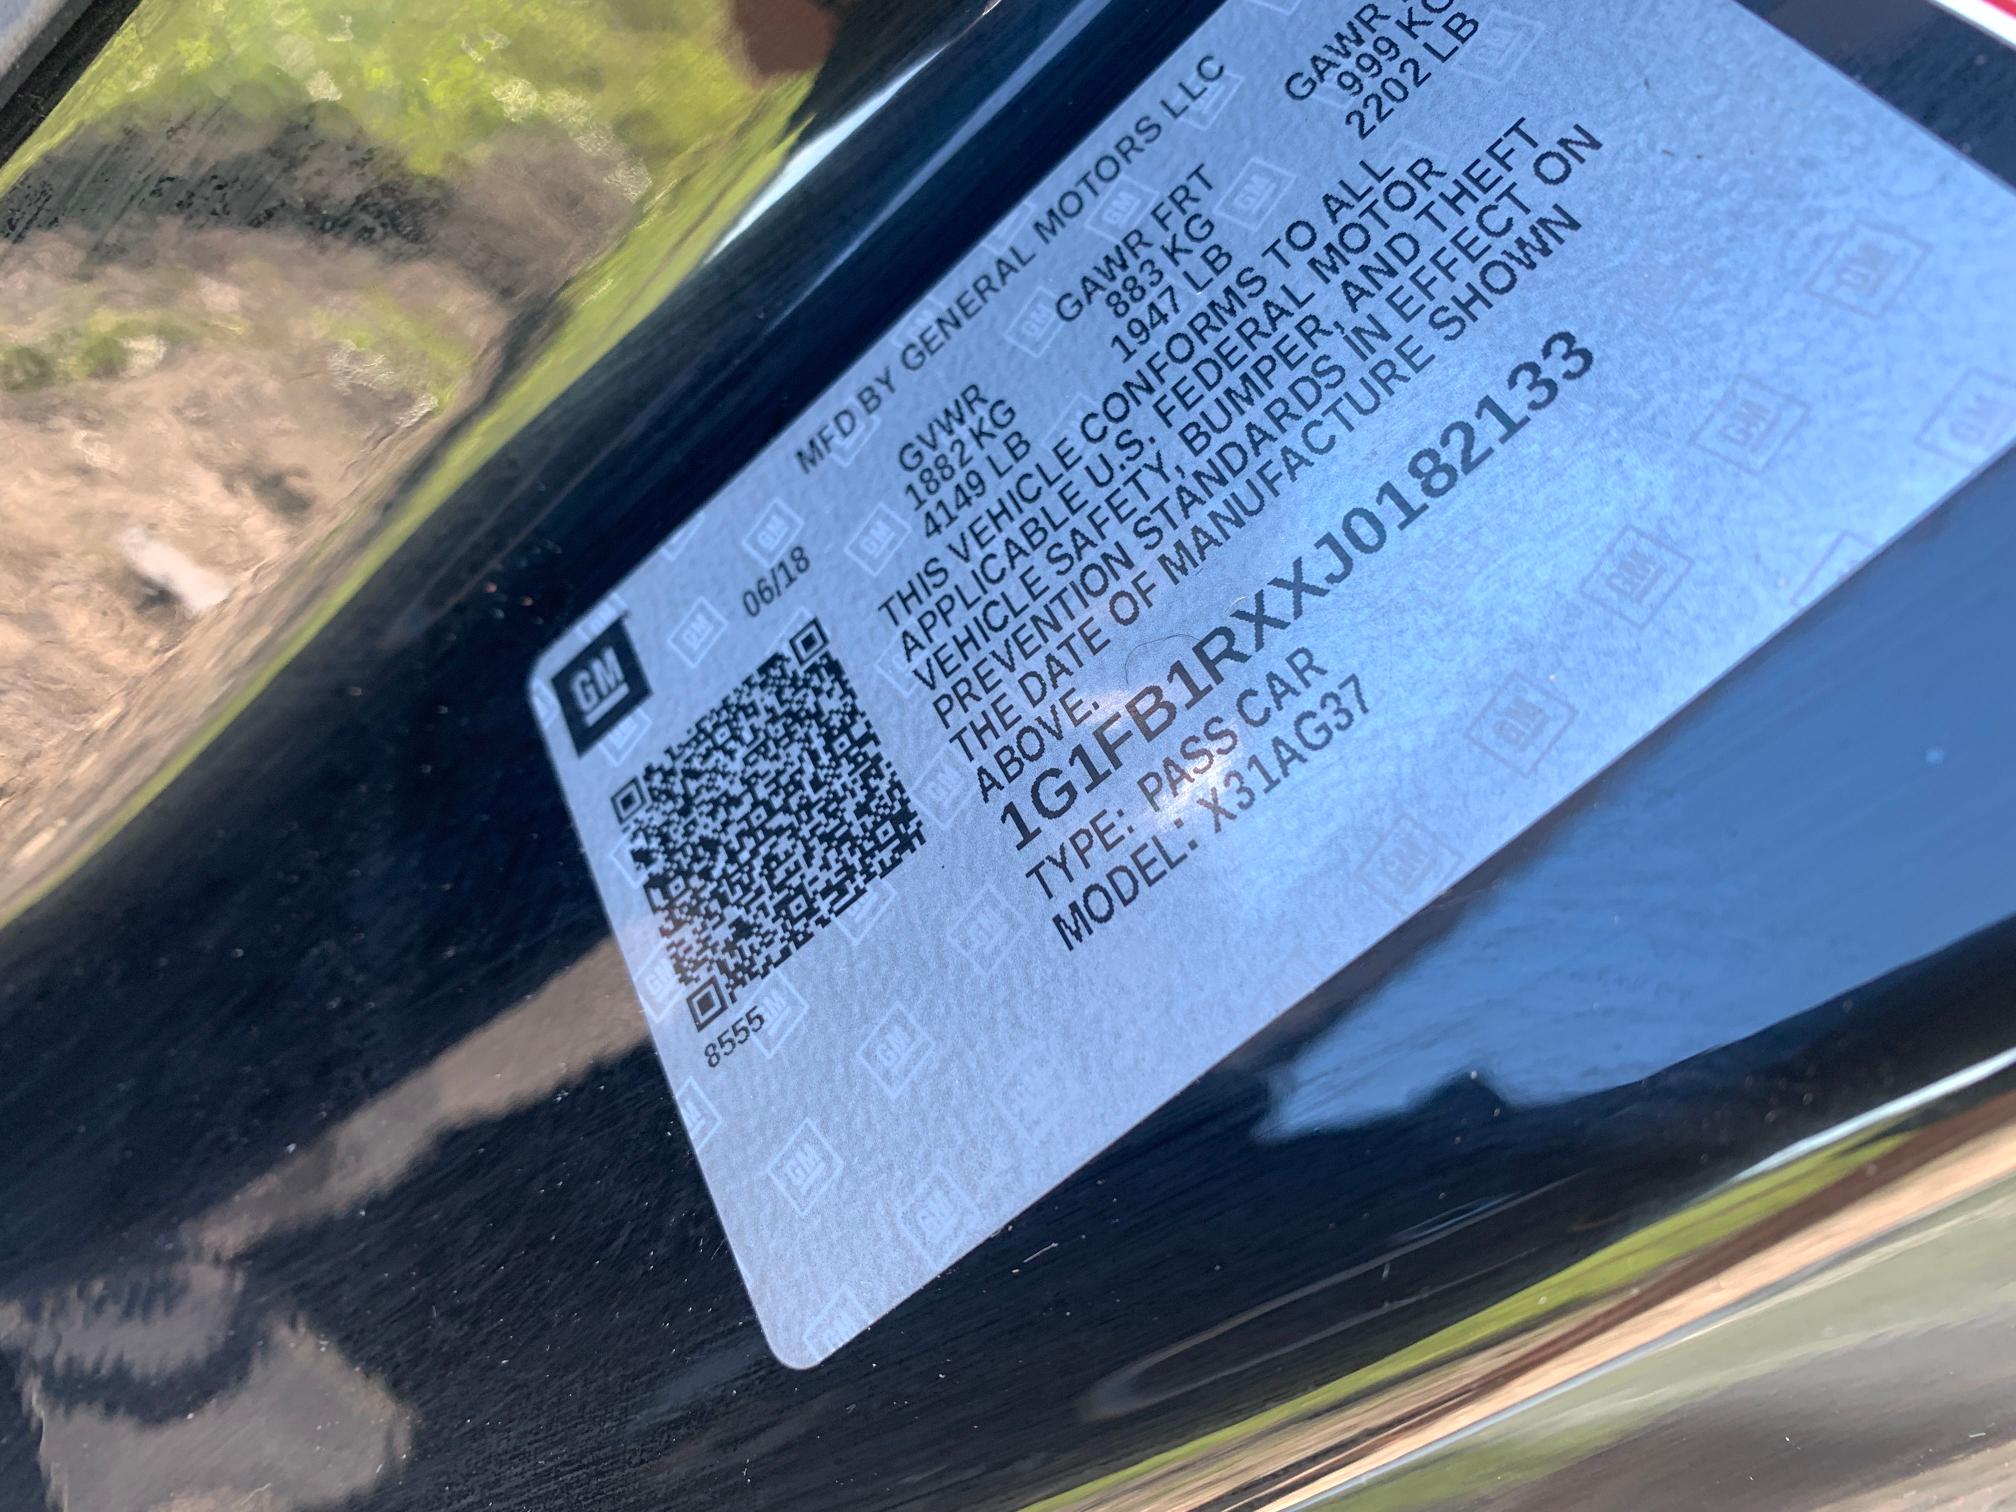 GM
06/18
MFD BY GENERAL MOTORS LLC
GVWR
1882 KG
4149 LB
GAWR FRT
883 KG
1947 LB
GAWR
999 KG
2202 LB
THIS VEHICLE CONFORMS TO ALL
APPLICABLE U.S. FEDERAL MOTOR
VEHICLE SAFETY, BUMPER, AND THEFT
PREVENTION STANDARDS IN EFFECT ON
THE DATE OF MANUFACTURE SHOWN
ABOVE.
1G1FB1RXXJ0182133
TYPE: PASS CAR
MODEL: X31AG37
8555